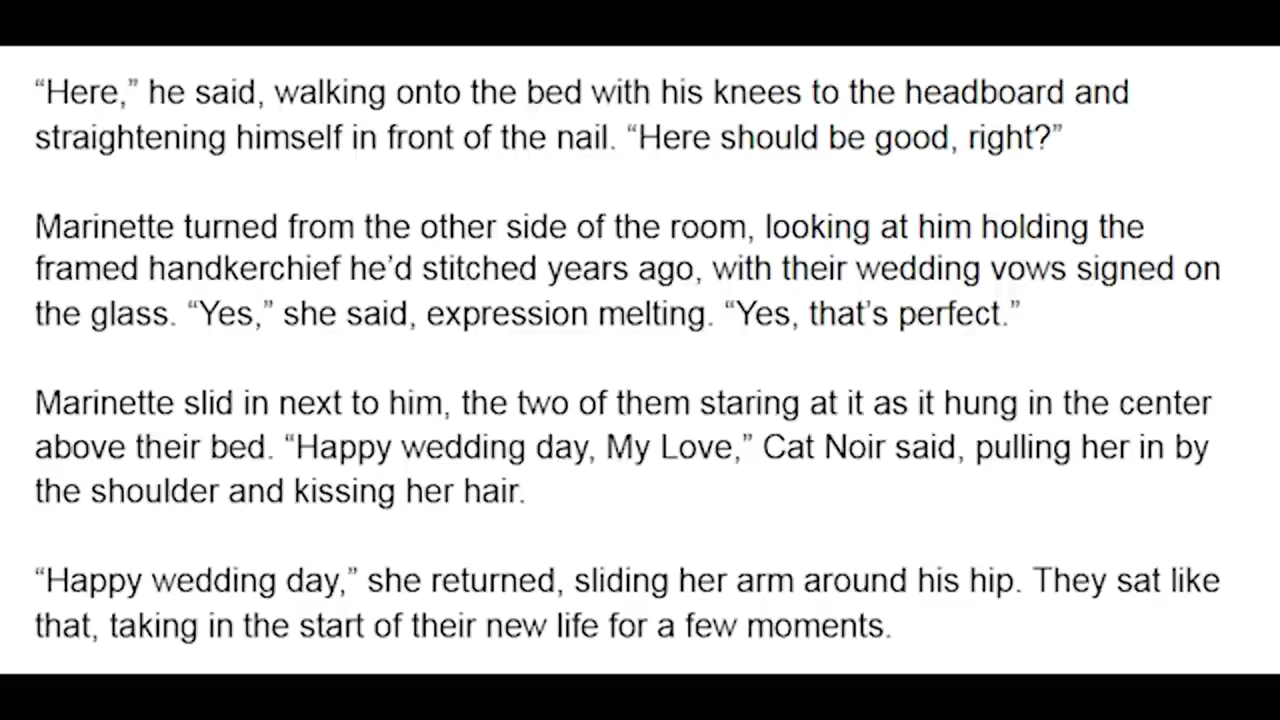 “Here,” he said, walking onto the bed with his knees to the headboard and
straightening himself in front of the nail. “Here should be good, right?”
Marinette turned from the other side of the room, looking at him holding the
framed handkerchief he’d stitched years ago, with their wedding vows signed on
the glass. “Yes,” she said, expression melting. “Yes, that’s perfect.”
Marinette slid in next to him, the two of them staring at it as it hung in the center
above their bed. “Happy wedding day, My Love,” Cat Noir said, pulling her in by
the shoulder and kissing her hair.
“Happy wedding day,” she returned, sliding her arm around his hip. They sat like
that, taking in the start of their new life for a few moments.